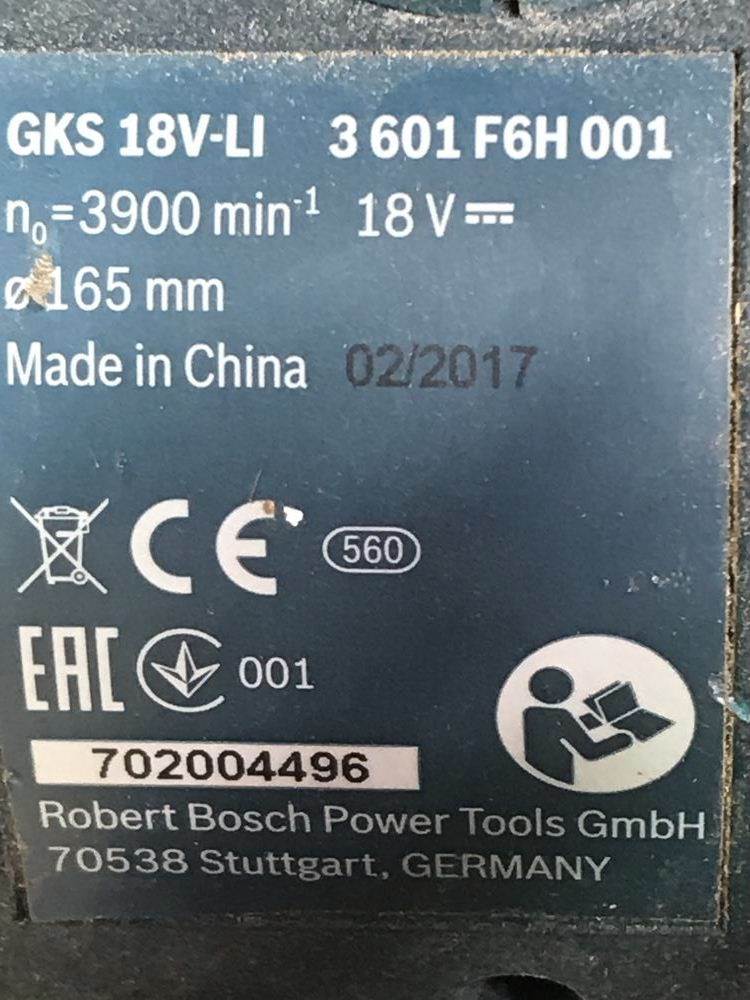 GKS 18V-LI 3 601 F6H 001
n₀=3900 min⁻¹ 18 V
ø 165 mm
Made in China 02/2017
CE 560
EAC 001
702004496
Robert Bosch Power Tools GmbH
70538 Stuttgart, GERMANY